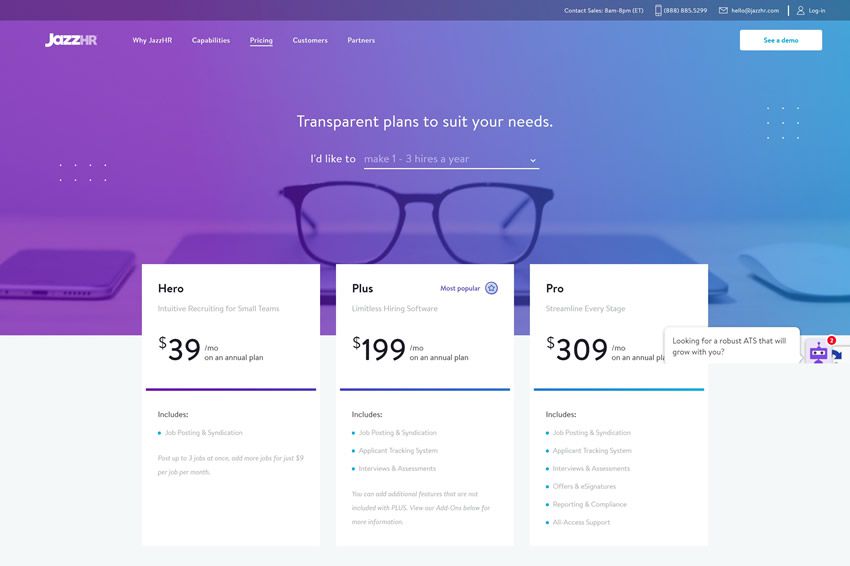 Contact Sales: 8am-8pm (ET) (888) 885.5299 hello@jazzhr.com Log-in
JazzHR Why JazzHR Capabilities Pricing Customers Partners See a demo
Transparent plans to suit your needs.
I'd like to make 1 - 3 hires a year
Hero
Intuitive Recruiting for Small Teams
$39 /mo
on an annual plan
Includes:
Job Posting & Syndication
Post up to 3 jobs at once, add more jobs for just $9
per job per month.
Plus Most popular
Limitless Hiring Software
$199 /mo
on an annual plan
Includes:
Job Posting & Syndication
Applicant Tracking System
Interviews & Assessments
You can add additional features that are not
included with PLUS. View our Add-Ons below for
more information.
Pro
Streamline Every Stage
$309 /mo
on an annual pla
Includes:
Job Posting & Syndication
Applicant Tracking System
Interviews & Assessments
Offers & eSignatures
Reporting & Compliance
All-Access Support
Looking for a robust ATS that will
grow with you?
2